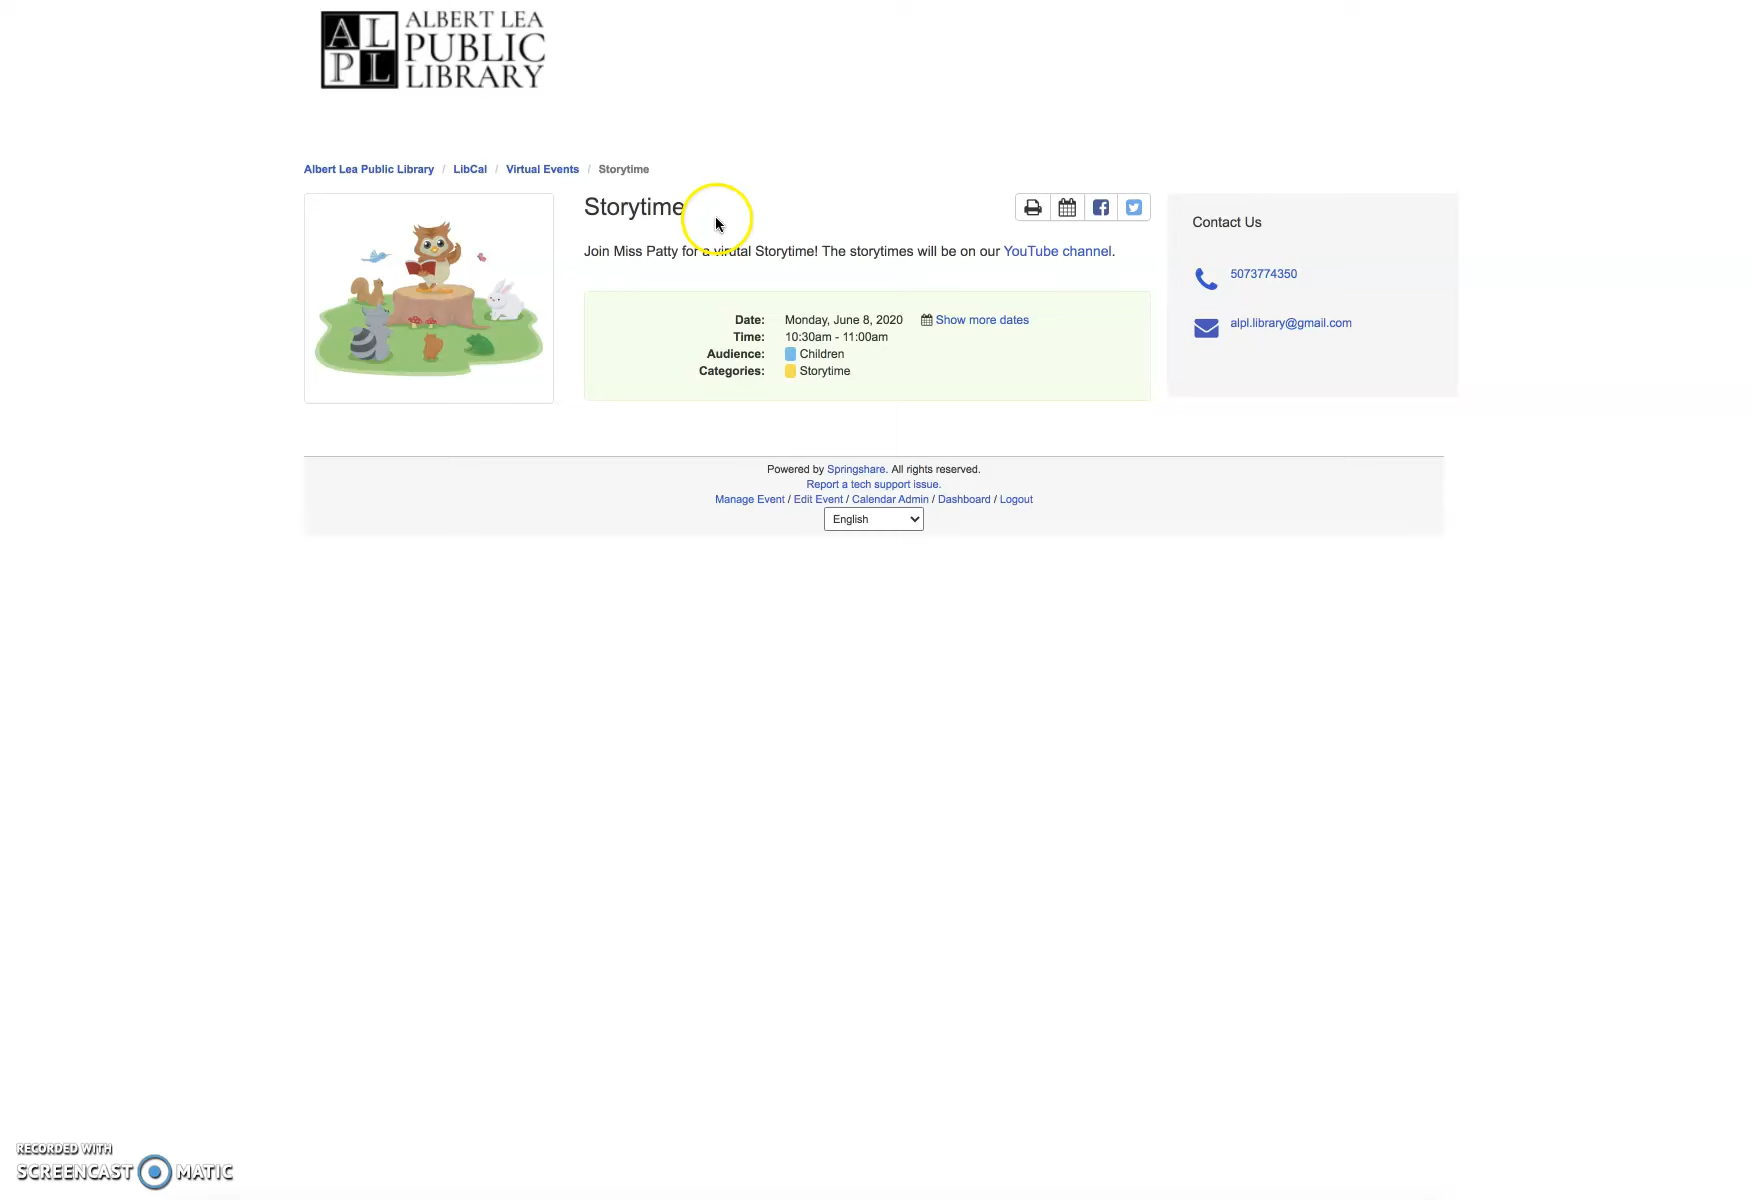 AL
PL
ALBERT LEA
PUBLIC
LIBRARY
Albert Lea Public Library / LibCal / Virtual Events / Storytime
Storytime
Join Miss Patty for a virutal Storytime! The storytimes will be on our YouTube channel.
Date: Monday, June 8, 2020 Show more dates
Time: 10:30am - 11:00am
Audience: Children
Categories: Storytime
Contact Us
5073774350
alpl.library@gmail.com
Powered by Springshare. All rights reserved.
Report a tech support issue.
Manage Event / Edit Event / Calendar Admin / Dashboard / Logout
English
RECORDED WITH
SCREENCAST MATIC